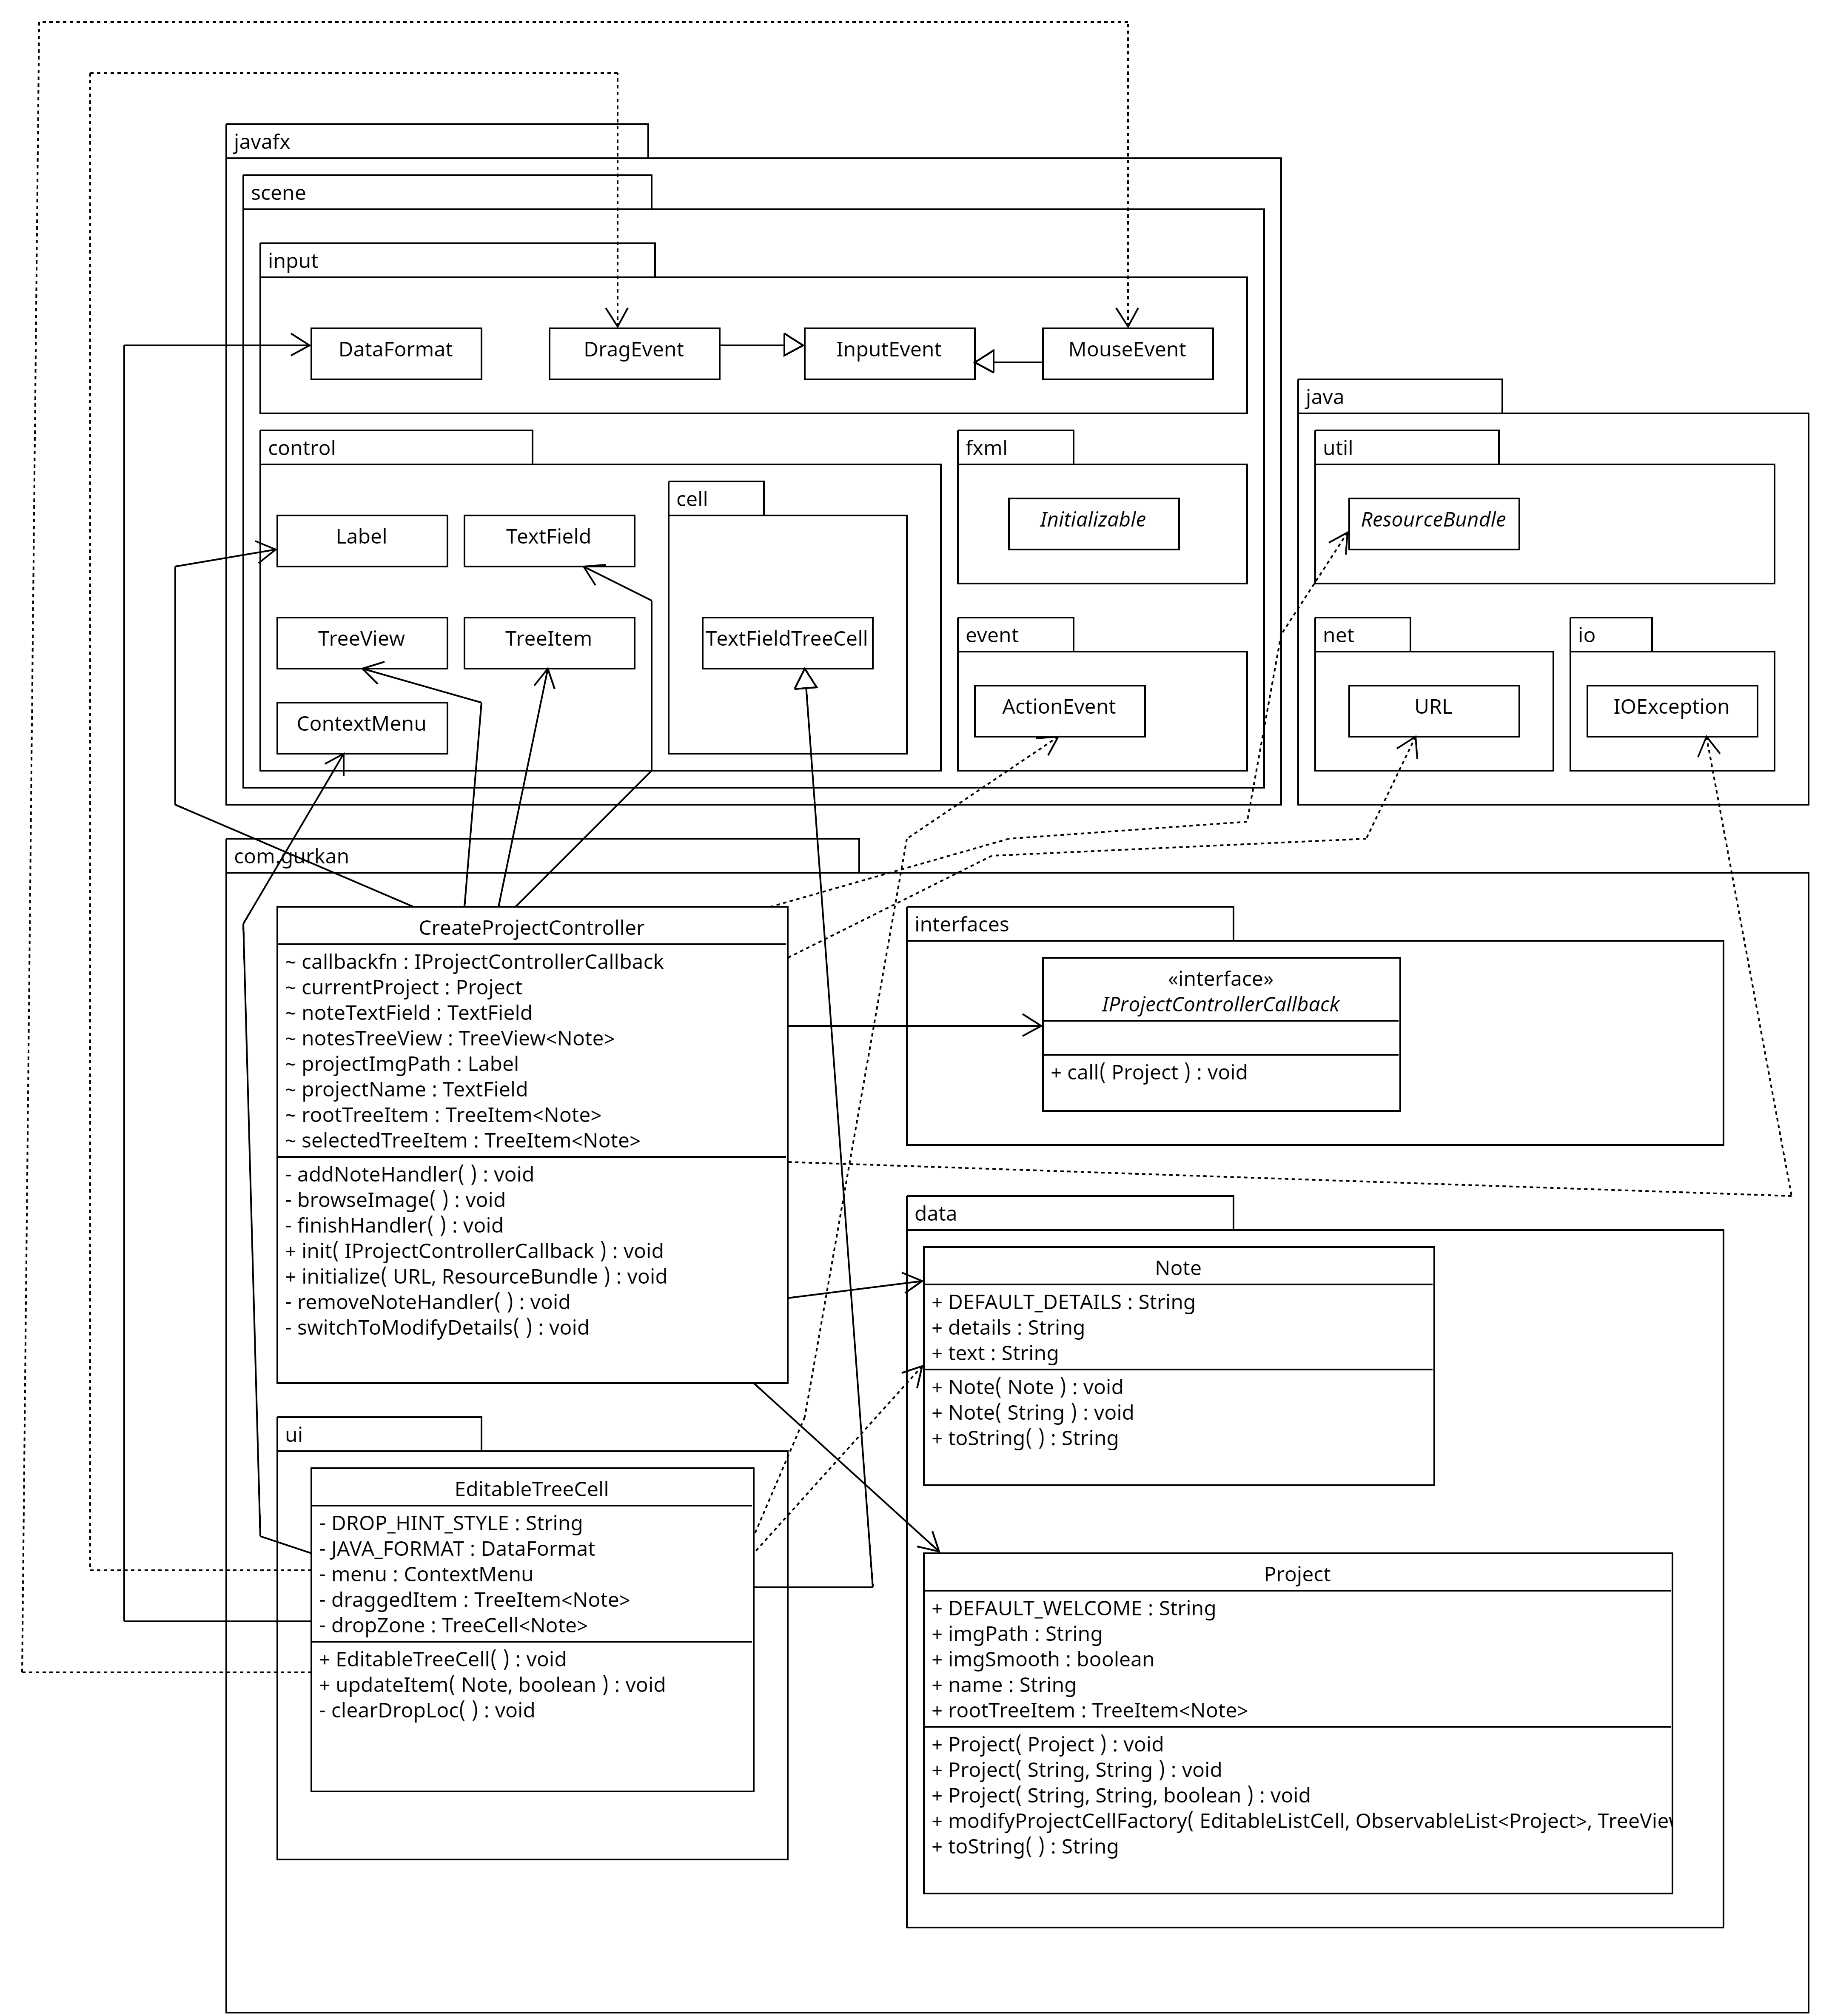 javafx
scene
input
DataFormat
DragEvent
InputEvent
MouseEvent
java
control
fxml
util
cell
Label
TextField
Initializable
ResourceBundle
TreeView
TreeItem
TextFieldTreeCell
event
net
io
ContextMenu
ActionEvent
URL
IOException
com.gurkan
CreateProjectController
~ callbackfn : IProjectControllerCallback
~ currentProject : Project
~ noteTextField : TextField
~ notesTreeView : TreeView<Note>
~ projectImgPath : Label
~ projectName : TextField
~ rootTreeItem : TreeItem<Note>
~ selectedTreeItem : TreeItem<Note>
- addNoteHandler( ) : void
- browseImage( ) : void
- finishHandler( ) : void
+ init( IProjectControllerCallback ) : void
+ initialize( URL, ResourceBundle ) : void
- removeNoteHandler( ) : void
- switchToModifyDetails( ) : void
interfaces
«interface»
IProjectControllerCallback
+ call( Project ) : void
data
Note
+ DEFAULT_DETAILS : String
+ details : String
+ text : String
+ Note( Note ) : void
+ Note( String ) : void
+ toString( ) : String
ui
EditableTreeCell
- DROP_HINT_STYLE : String
- JAVA_FORMAT : DataFormat
- menu : ContextMenu
- draggedItem : TreeItem<Note>
- dropZone : TreeCell<Note>
+ EditableTreeCell( ) : void
+ updateItem( Note, boolean ) : void
- clearDropLoc( ) : void
Project
+ DEFAULT_WELCOME : String
+ imgPath : String
+ imgSmooth : boolean
+ name : String
+ rootTreeItem : TreeItem<Note>
+ Project( Project ) : void
+ Project( String, String ) : void
+ Project( String, String, boolean ) : void
+ modifyProjectCellFactory( EditableListCell, ObservableList<Project>, TreeView
+ toString( ) : String